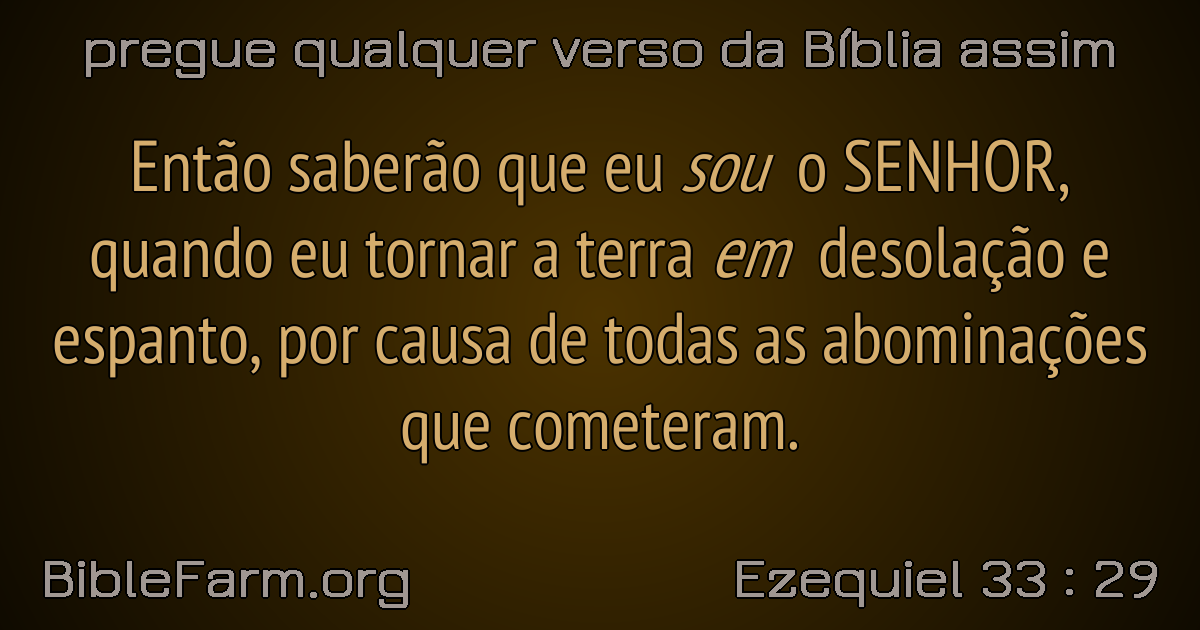 pregue qualquer verso da Bíblia assim
Então saberão que eu sou o SENHOR,
quando eu tornar a terra em desolação e
espanto, por causa de todas as abominações
que cometeram.
BibleFarm.org
Ezequiel 33 : 29